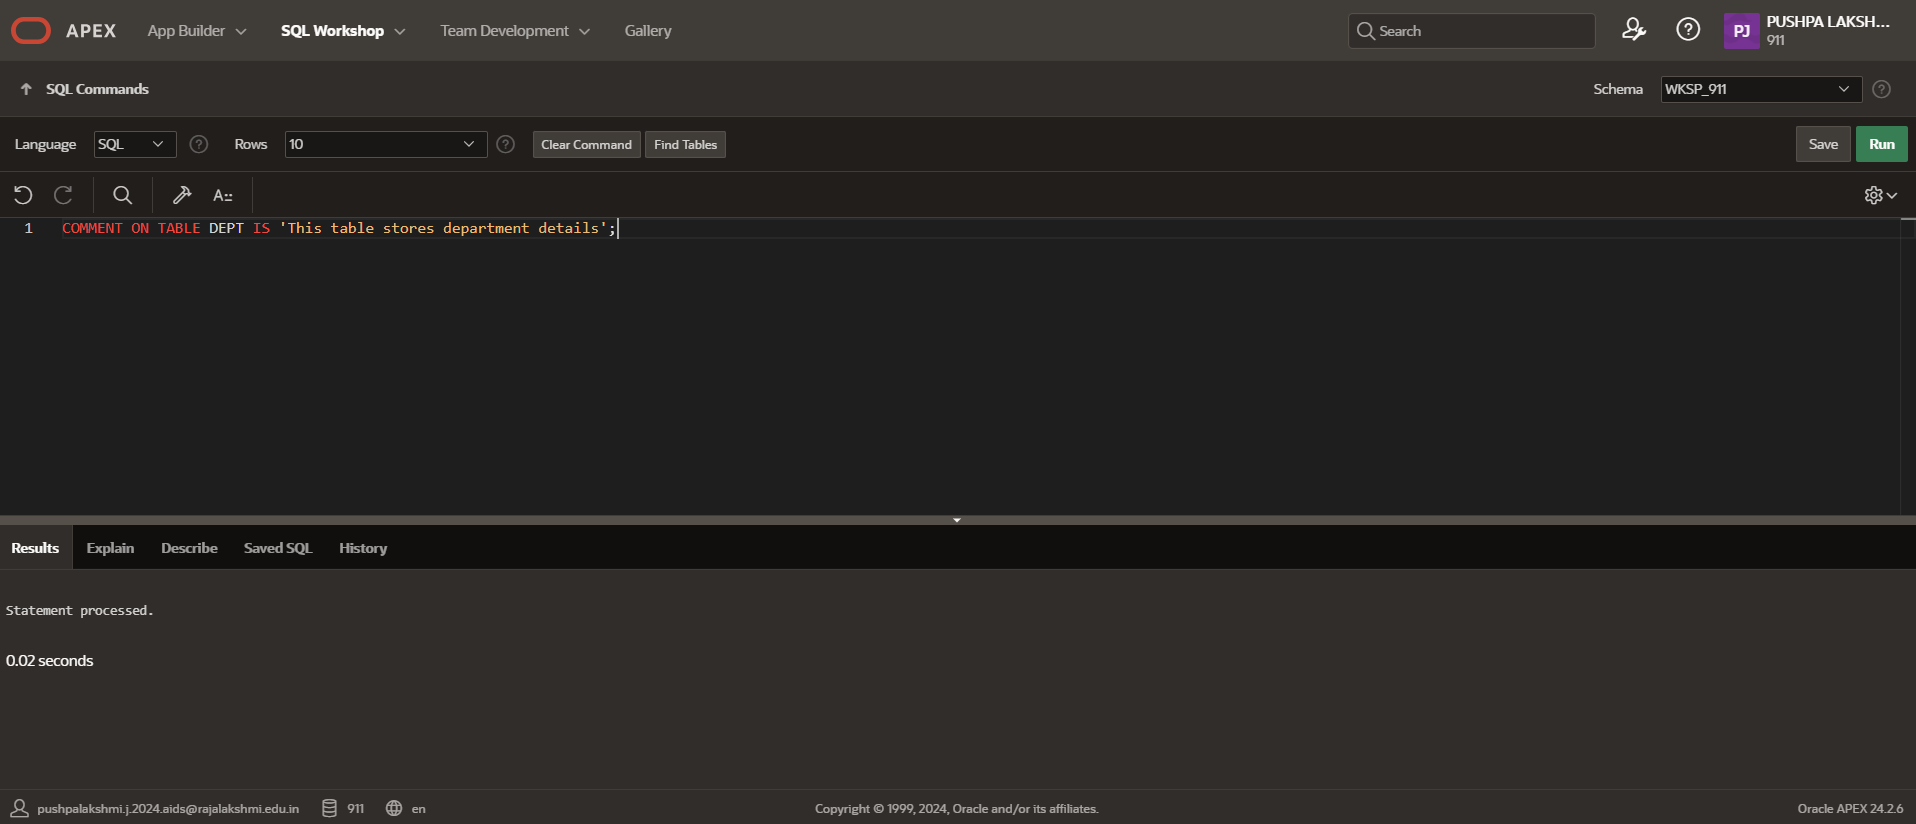 APEX App Builder SQL Workshop Team Development Gallery Search PJ PUSHPA LAKSH...
911
SQL Commands Schema WKSP_911
Language SQL Rows 10 Clear Command Find Tables Save Run
A::
1 COMMENT ON TABLE DEPT IS 'This table stores department details';
Results Explain Describe Saved SQL History
Statement processed.
0.02 seconds
pushpalakshmi.j.2024.aids@rajalakshmi.edu.in 911 en Copyright © 1999, 2024, Oracle and/or its affiliates. Oracle APEX 24.2.6